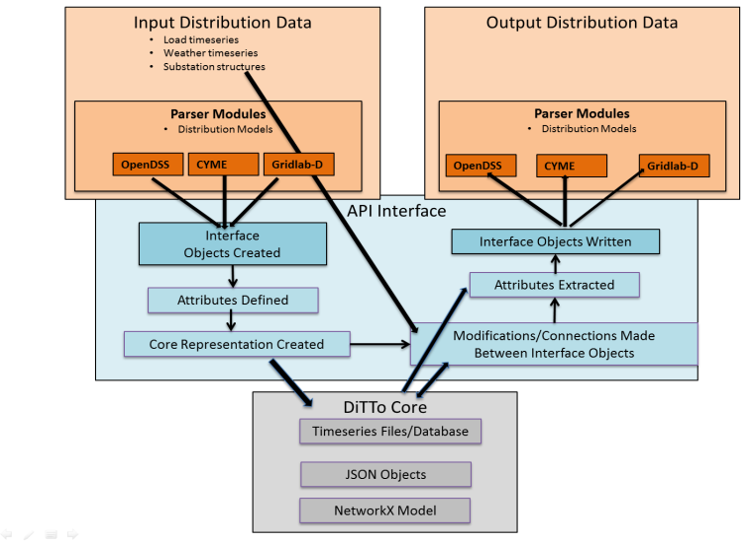 Input Distribution Data
• Load timeseries
• Weather timeseries
• Substation structures
Parser Modules
• Distribution Models
OpenDSS
CYME
Gridlab-D
Output Distribution Data
Parser Modules
• Distribution Models
OpenDSS
CYME
Gridlab-D
API Interface
Interface
Objects Created
Attributes Defined
Core Representation Created
Interface Objects Written
Attributes Extracted
Modifications/Connections Made
Between Interface Objects
DiTTo Core
Timeseries Files/Database
JSON Objects
NetworkX Model